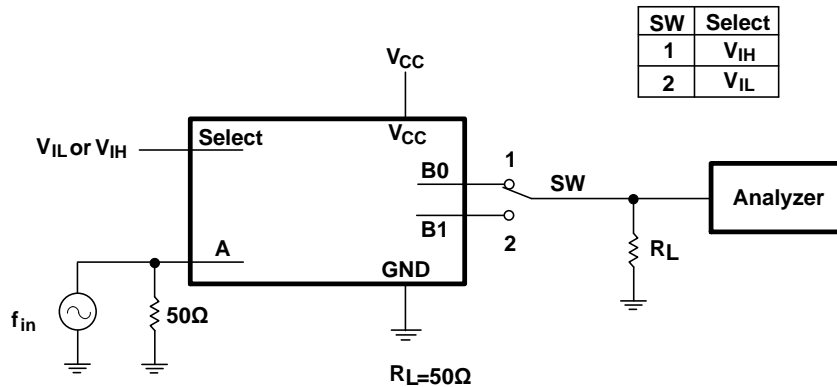 SW Select
1 VIH
2 VIL
VCC
VCC
Select
VIL or VIH
B0
1
SW
Analyzer
B1
2
A
GND
RL
fin
50Ω
RL=50Ω